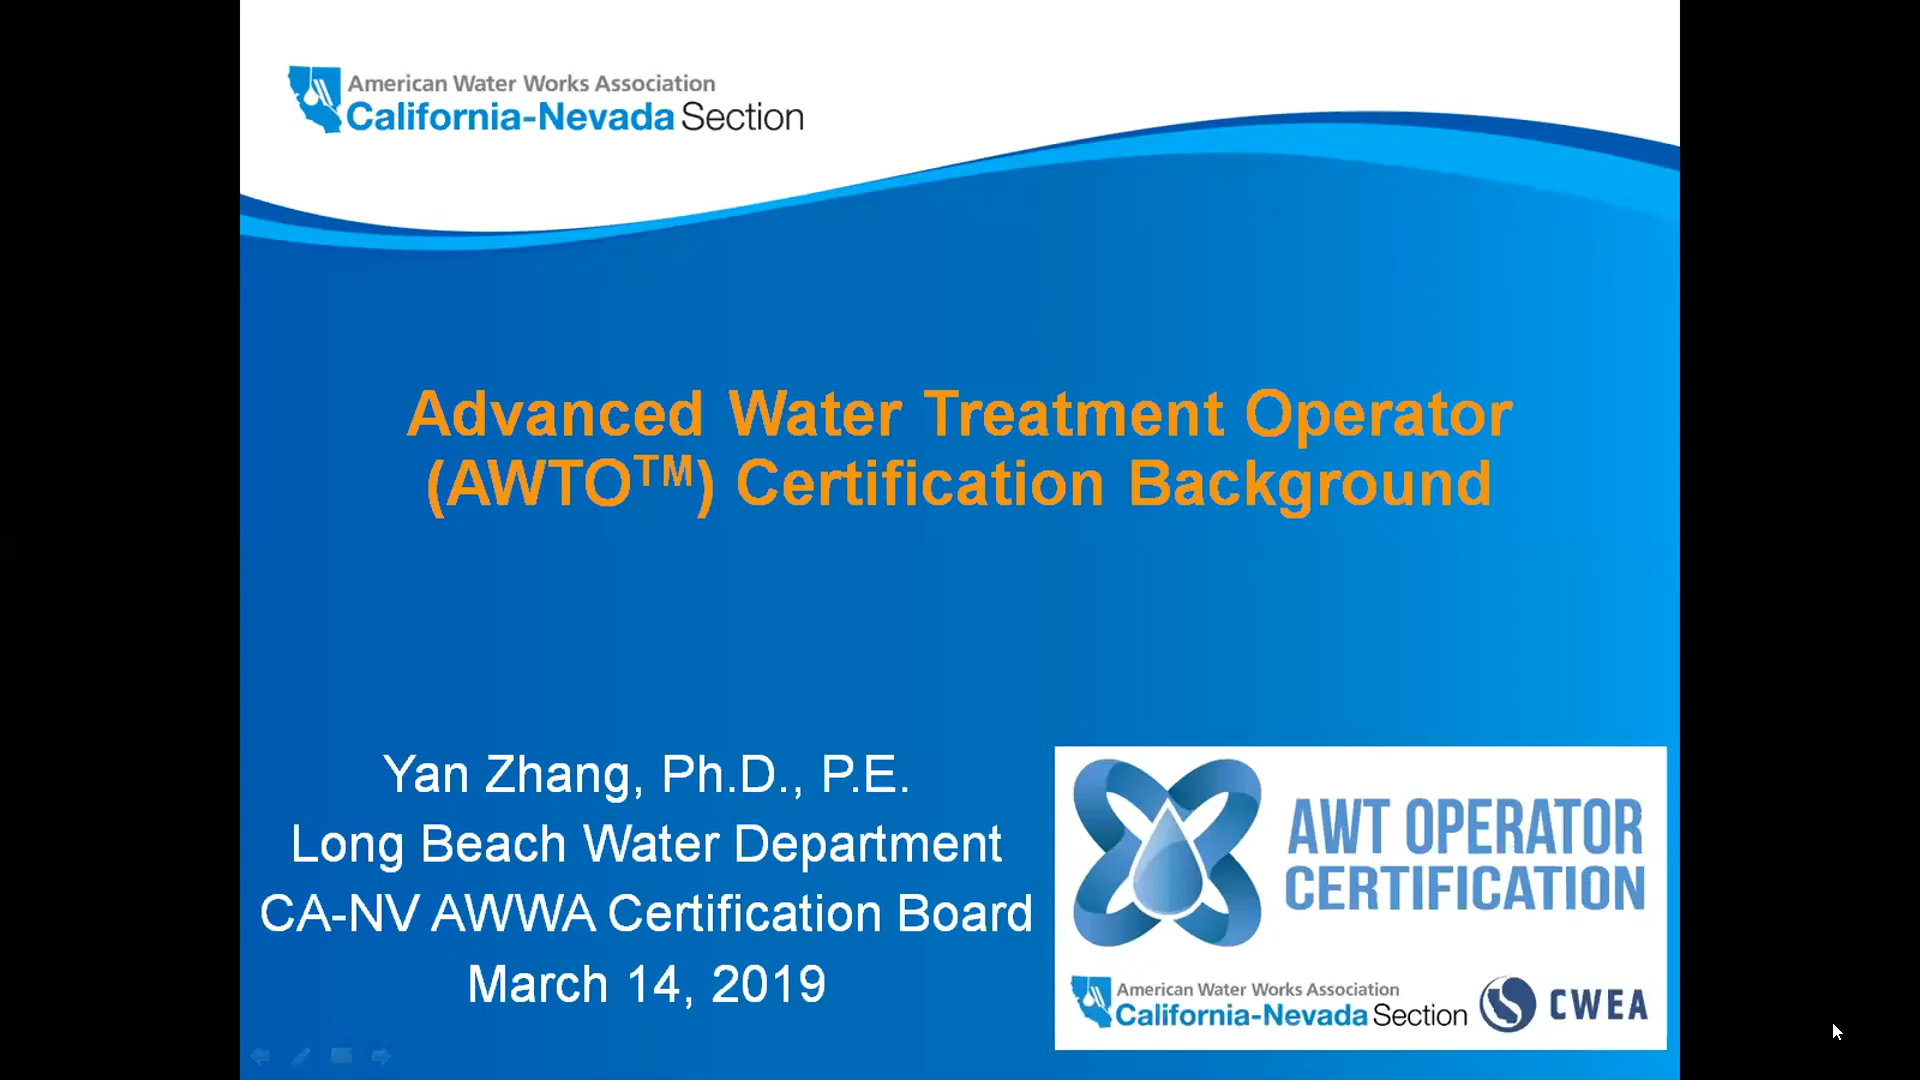 American Water Works Association
California-Nevada Section
Advanced Water Treatment Operator
(AWTO™) Certification Background
Yan Zhang, Ph.D., P.E.
Long Beach Water Department
CA-NV AWWA Certification Board
March 14, 2019
AWT OPERATOR
CERTIFICATION
American Water Works Association
California-Nevada Section
CWEA